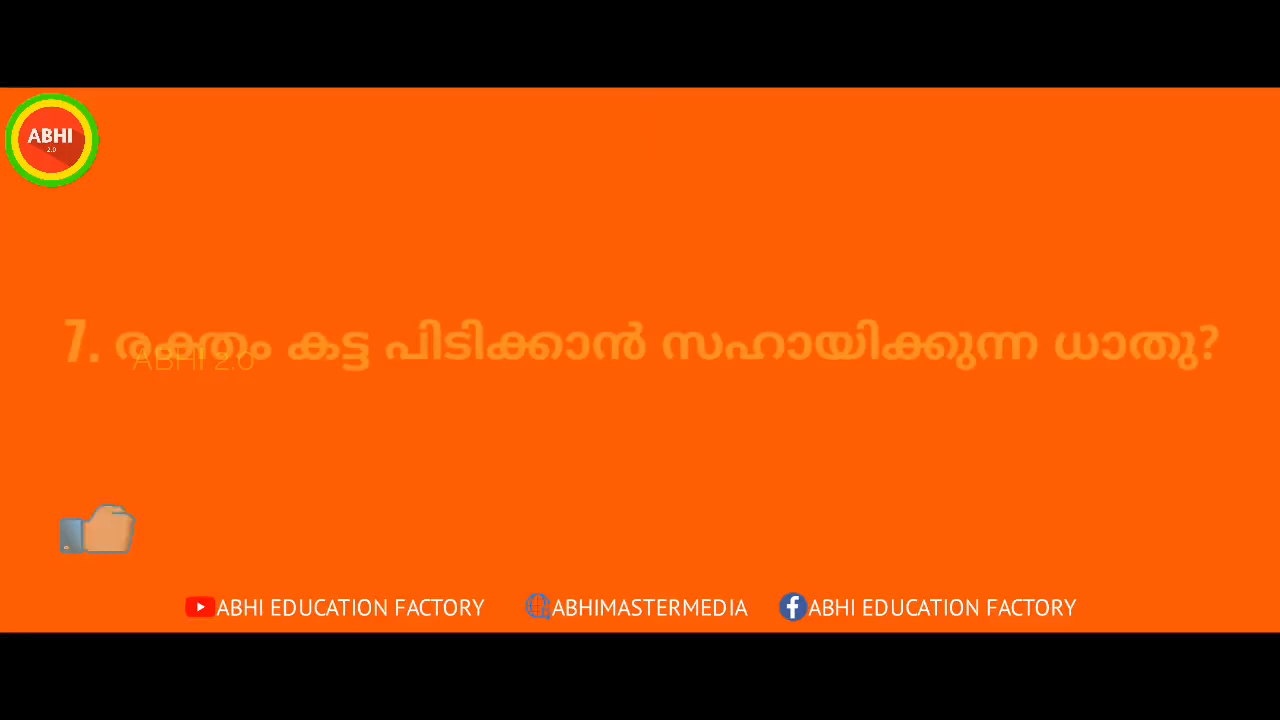 ABHI
2.0
7. രക്തം കട്ട പിടിക്കാൻ സഹായിക്കുന്ന ധാതു?
ABHI 2.0
ABHI EDUCATION FACTORY ABHIMASTERMEDIA ABHI EDUCATION FACTORY